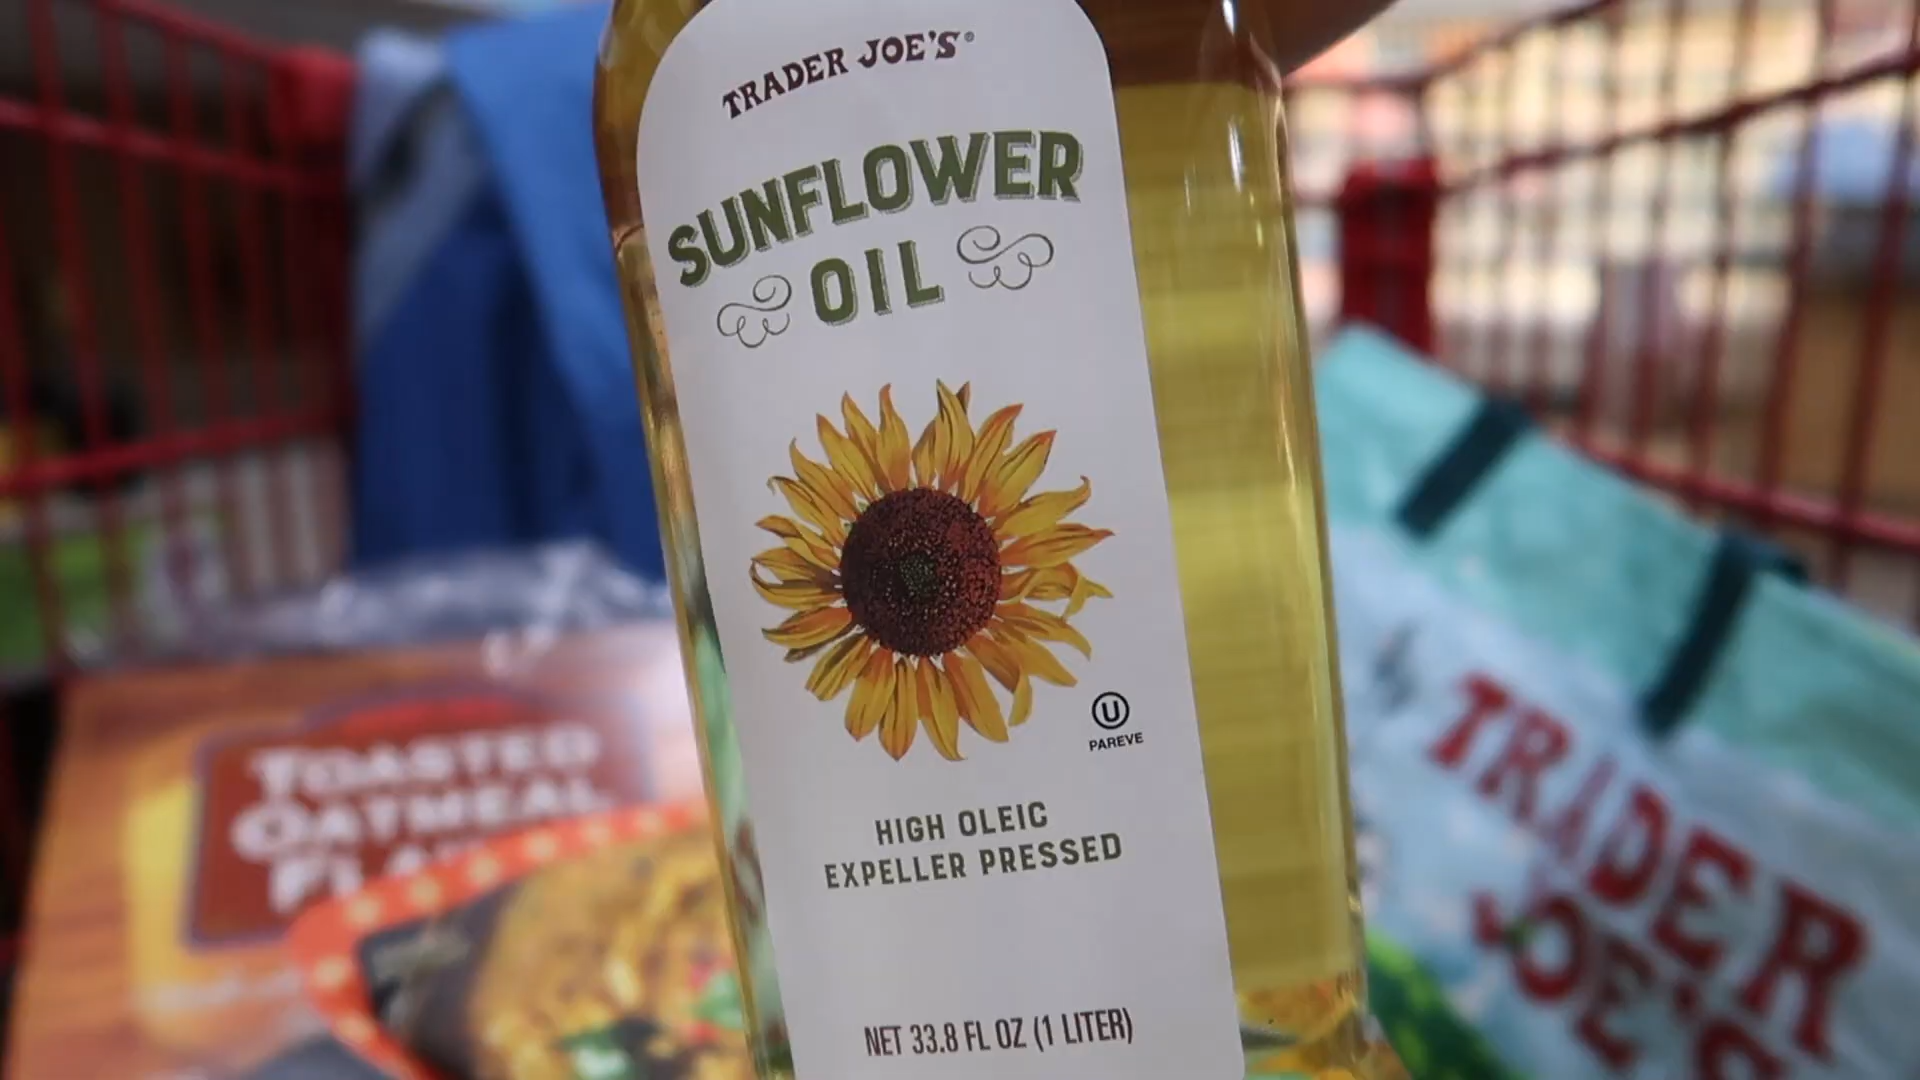 TRADER JOE'S®
SUNFLOWER
OIL
U
PAREVE
HIGH OLEIC
EXPELLER PRESSED
NET 33.8 FL OZ (1 LITER)
TOASTED
OATMEAL
TRADER
JOE'S